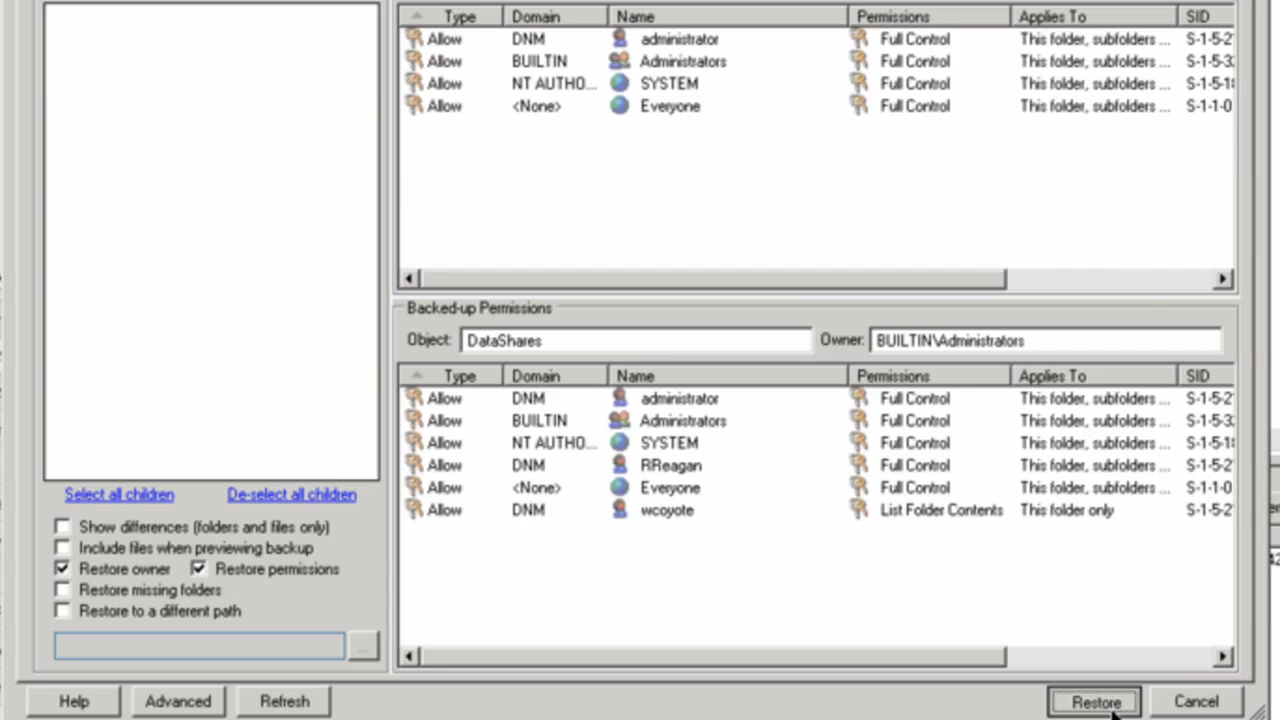 Type Domain Name Permissions Applies To SID
Allow DNM administrator Full Control This folder, subfolders ... S-1-5-2
Allow BUILTIN Administrators Full Control This folder, subfolders ... S-1-5-3
Allow NT AUTHO... SYSTEM Full Control This folder, subfolders ... S-1-5-1
Allow <None> Everyone Full Control This folder, subfolders ... S-1-1-0
Backed-up Permissions
Object: DataShares Owner: BUILTIN\Administrators
Type Domain Name Permissions Applies To SID
Allow DNM administrator Full Control This folder, subfolders ... S-1-5-2
Allow BUILTIN Administrators Full Control This folder, subfolders ... S-1-5-3
Allow NT AUTHO... SYSTEM Full Control This folder, subfolders ... S-1-5-1
Allow DNM RReagan Full Control This folder, subfolders ... S-1-5-2
Allow <None> Everyone Full Control This folder, subfolders ... S-1-1-0
Allow DNM wcoyote List Folder Contents This folder only S-1-5-2
Select all children De-select all children
Show differences (folders and files only)
Include files when previewing backup
Restore owner Restore permissions
Restore missing folders
Restore to a different path
...
Help Advanced Refresh Restore Cancel